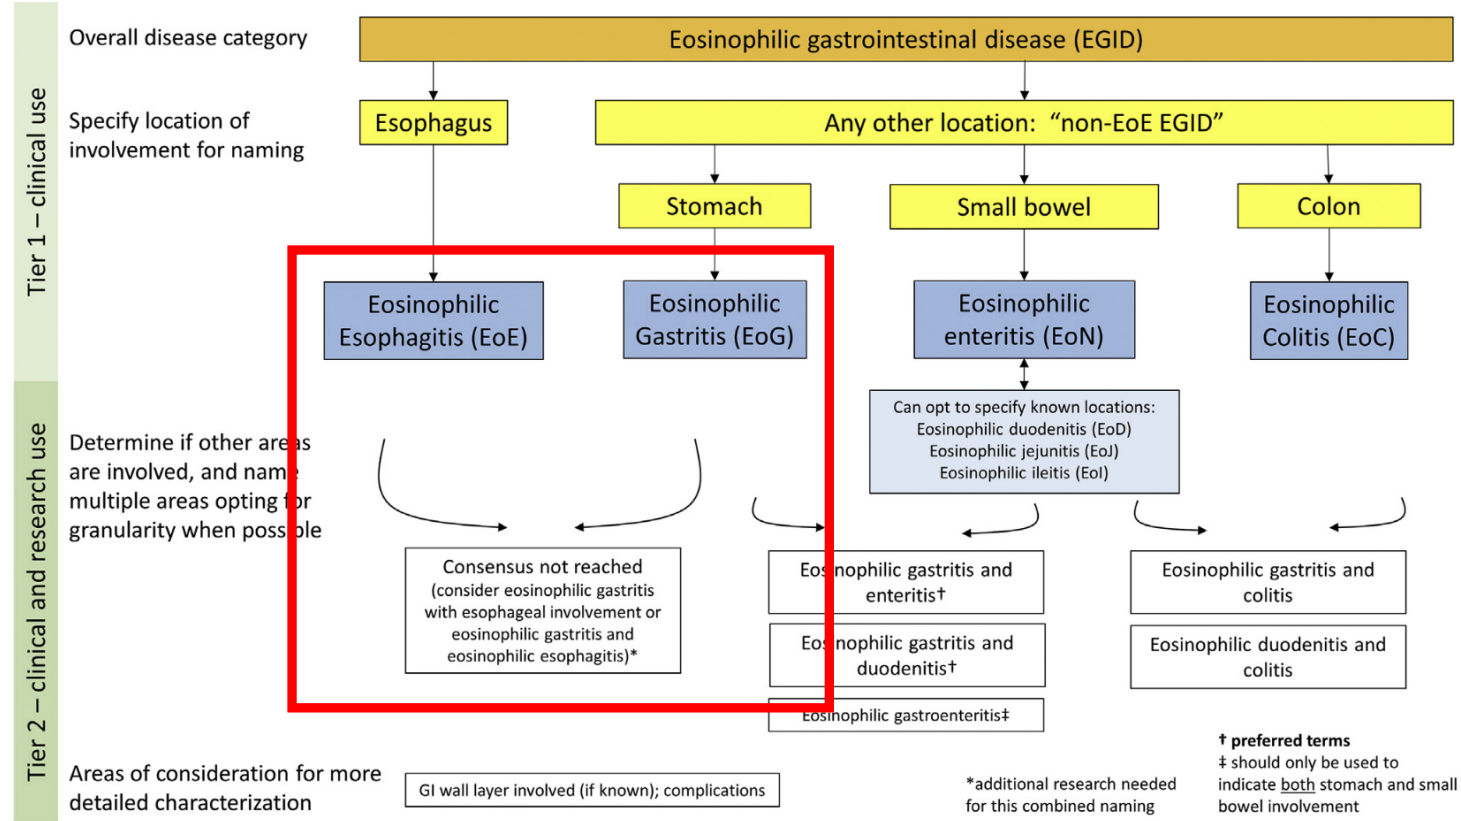 Overall disease category
Eosinophilic gastrointestinal disease (EGID)
Tier 1 – clinical use
Specify location of
involvement for naming
Esophagus
Any other location: “non-EoE EGID”
Stomach
Small bowel
Colon
Eosinophilic
Esophagitis (EoE)
Eosinophilic
Gastritis (EoG)
Eosinophilic
enteritis (EoN)
Eosinophilic
Colitis (EoC)
Tier 2 – clinical and research use
Determine if other areas
are involved, and name
multiple areas opting for
granularity when possible
Can opt to specify known locations:
Eosinophilic duodenitis (EoD)
Eosinophilic jejunitis (EoJ)
Eosinophilic ileitis (EoI)
Consensus not reached
(consider eosinophilic gastritis
with esophageal involvement or
eosinophilic gastritis and
eosinophilic esophagitis)*
Eosinophilic gastritis and
enteritis†
Eosinophilic gastritis and
duodenitis†
Eosinophilic gastroenteritis‡
Eosinophilic gastritis and
colitis
Eosinophilic duodenitis and
colitis
Areas of consideration for more
detailed characterization
GI wall layer involved (if known); complications
*additional research needed
for this combined naming
† preferred terms
‡ should only be used to
indicate both stomach and small
bowel involvement